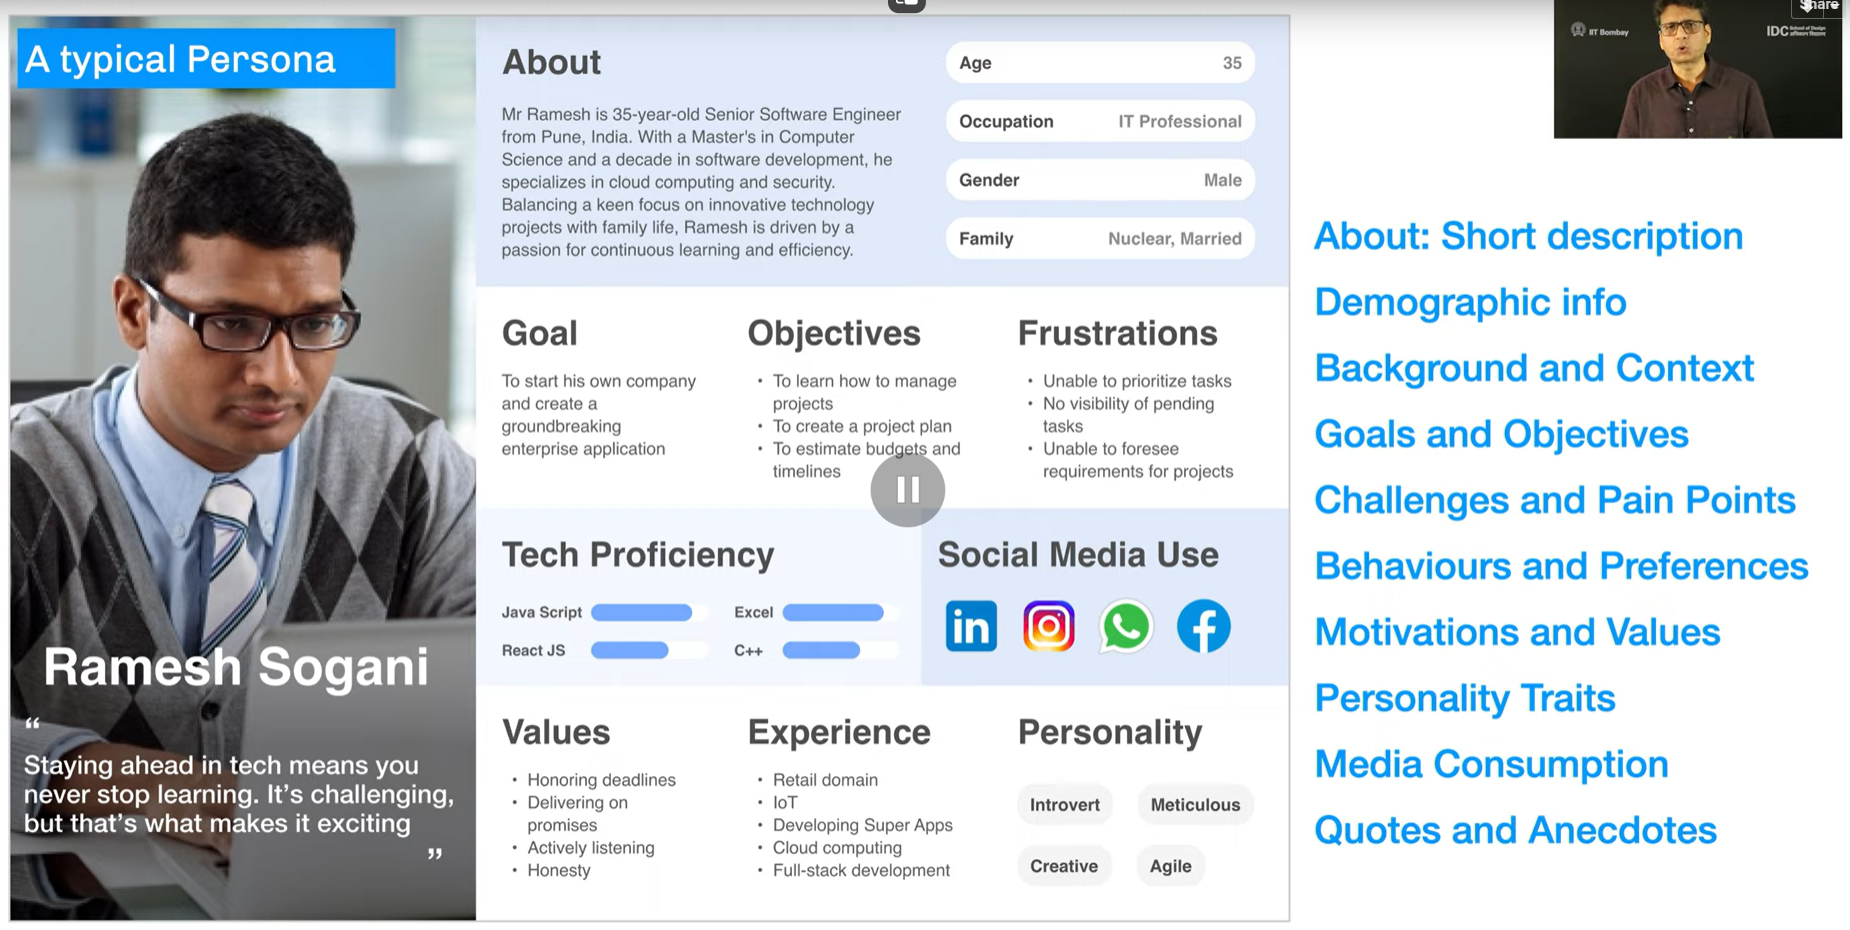 Share
IIT Bombay
IDC School of Design
A typical Persona
Ramesh Sogani
“
Staying ahead in tech means you
never stop learning. It’s challenging,
but that’s what makes it exciting
”
About
Mr Ramesh is 35-year-old Senior Software Engineer
from Pune, India. With a Master's in Computer
Science and a decade in software development, he
specializes in cloud computing and security.
Balancing a keen focus on innovative technology
projects with family life, Ramesh is driven by a
passion for continuous learning and efficiency.
Age 35
Occupation IT Professional
Gender Male
Family Nuclear, Married
Goal
To start his own company
and create a
groundbreaking
enterprise application
Objectives
• To learn how to manage
projects
• To create a project plan
• To estimate budgets and
timelines
Frustrations
• Unable to prioritize tasks
• No visibility of pending
tasks
• Unable to foresee
requirements for projects
Tech Proficiency
Java Script Excel
React JS C++
Social Media Use
in
Values
• Honoring deadlines
• Delivering on
promises
• Actively listening
• Honesty
Experience
• Retail domain
• IoT
• Developing Super Apps
• Cloud computing
• Full-stack development
Personality
Introvert Meticulous
Creative Agile
About: Short description
Demographic info
Background and Context
Goals and Objectives
Challenges and Pain Points
Behaviours and Preferences
Motivations and Values
Personality Traits
Media Consumption
Quotes and Anecdotes